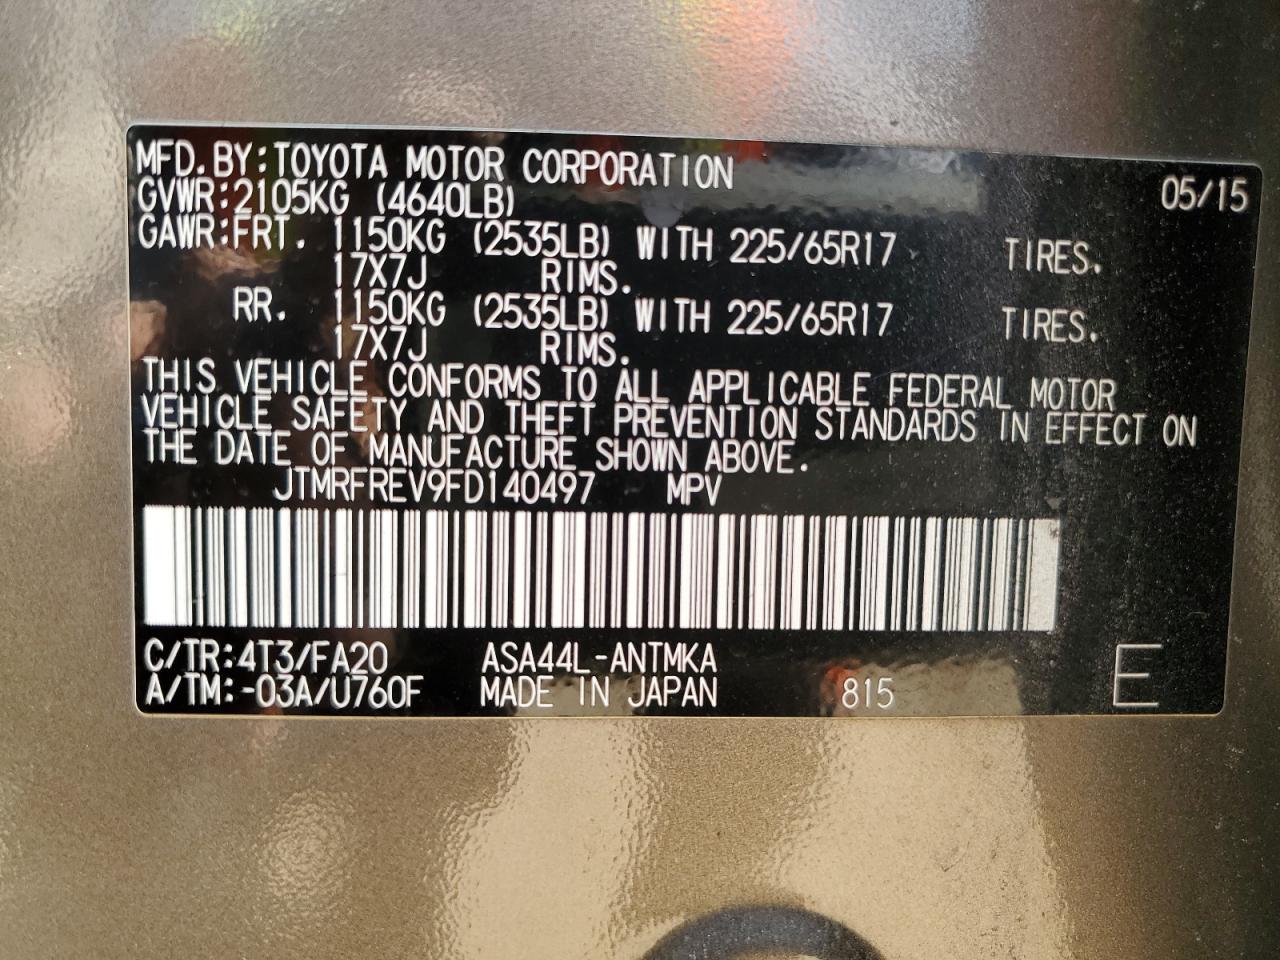 MFD.BY:TOYOTA MOTOR CORPORATION 05/15
GVWR:2105KG (4640LB)
GAWR:FRT. 1150KG (2535LB) WITH 225/65R17 TIRES.
17X7J RIMS.
RR. 1150KG (2535LB) WITH 225/65R17 TIRES.
17X7J RIMS.
THIS VEHICLE CONFORMS TO ALL APPLICABLE FEDERAL MOTOR
VEHICLE SAFETY AND THEFT PREVENTION STANDARDS IN EFFECT ON
THE DATE OF MANUFACTURE SHOWN ABOVE.
JTMRFREV9FD140497 MPV
C/TR:4T3/FA20 ASA44L-ANTMKA
A/TM:-03A/U760F MADE IN JAPAN 815 E